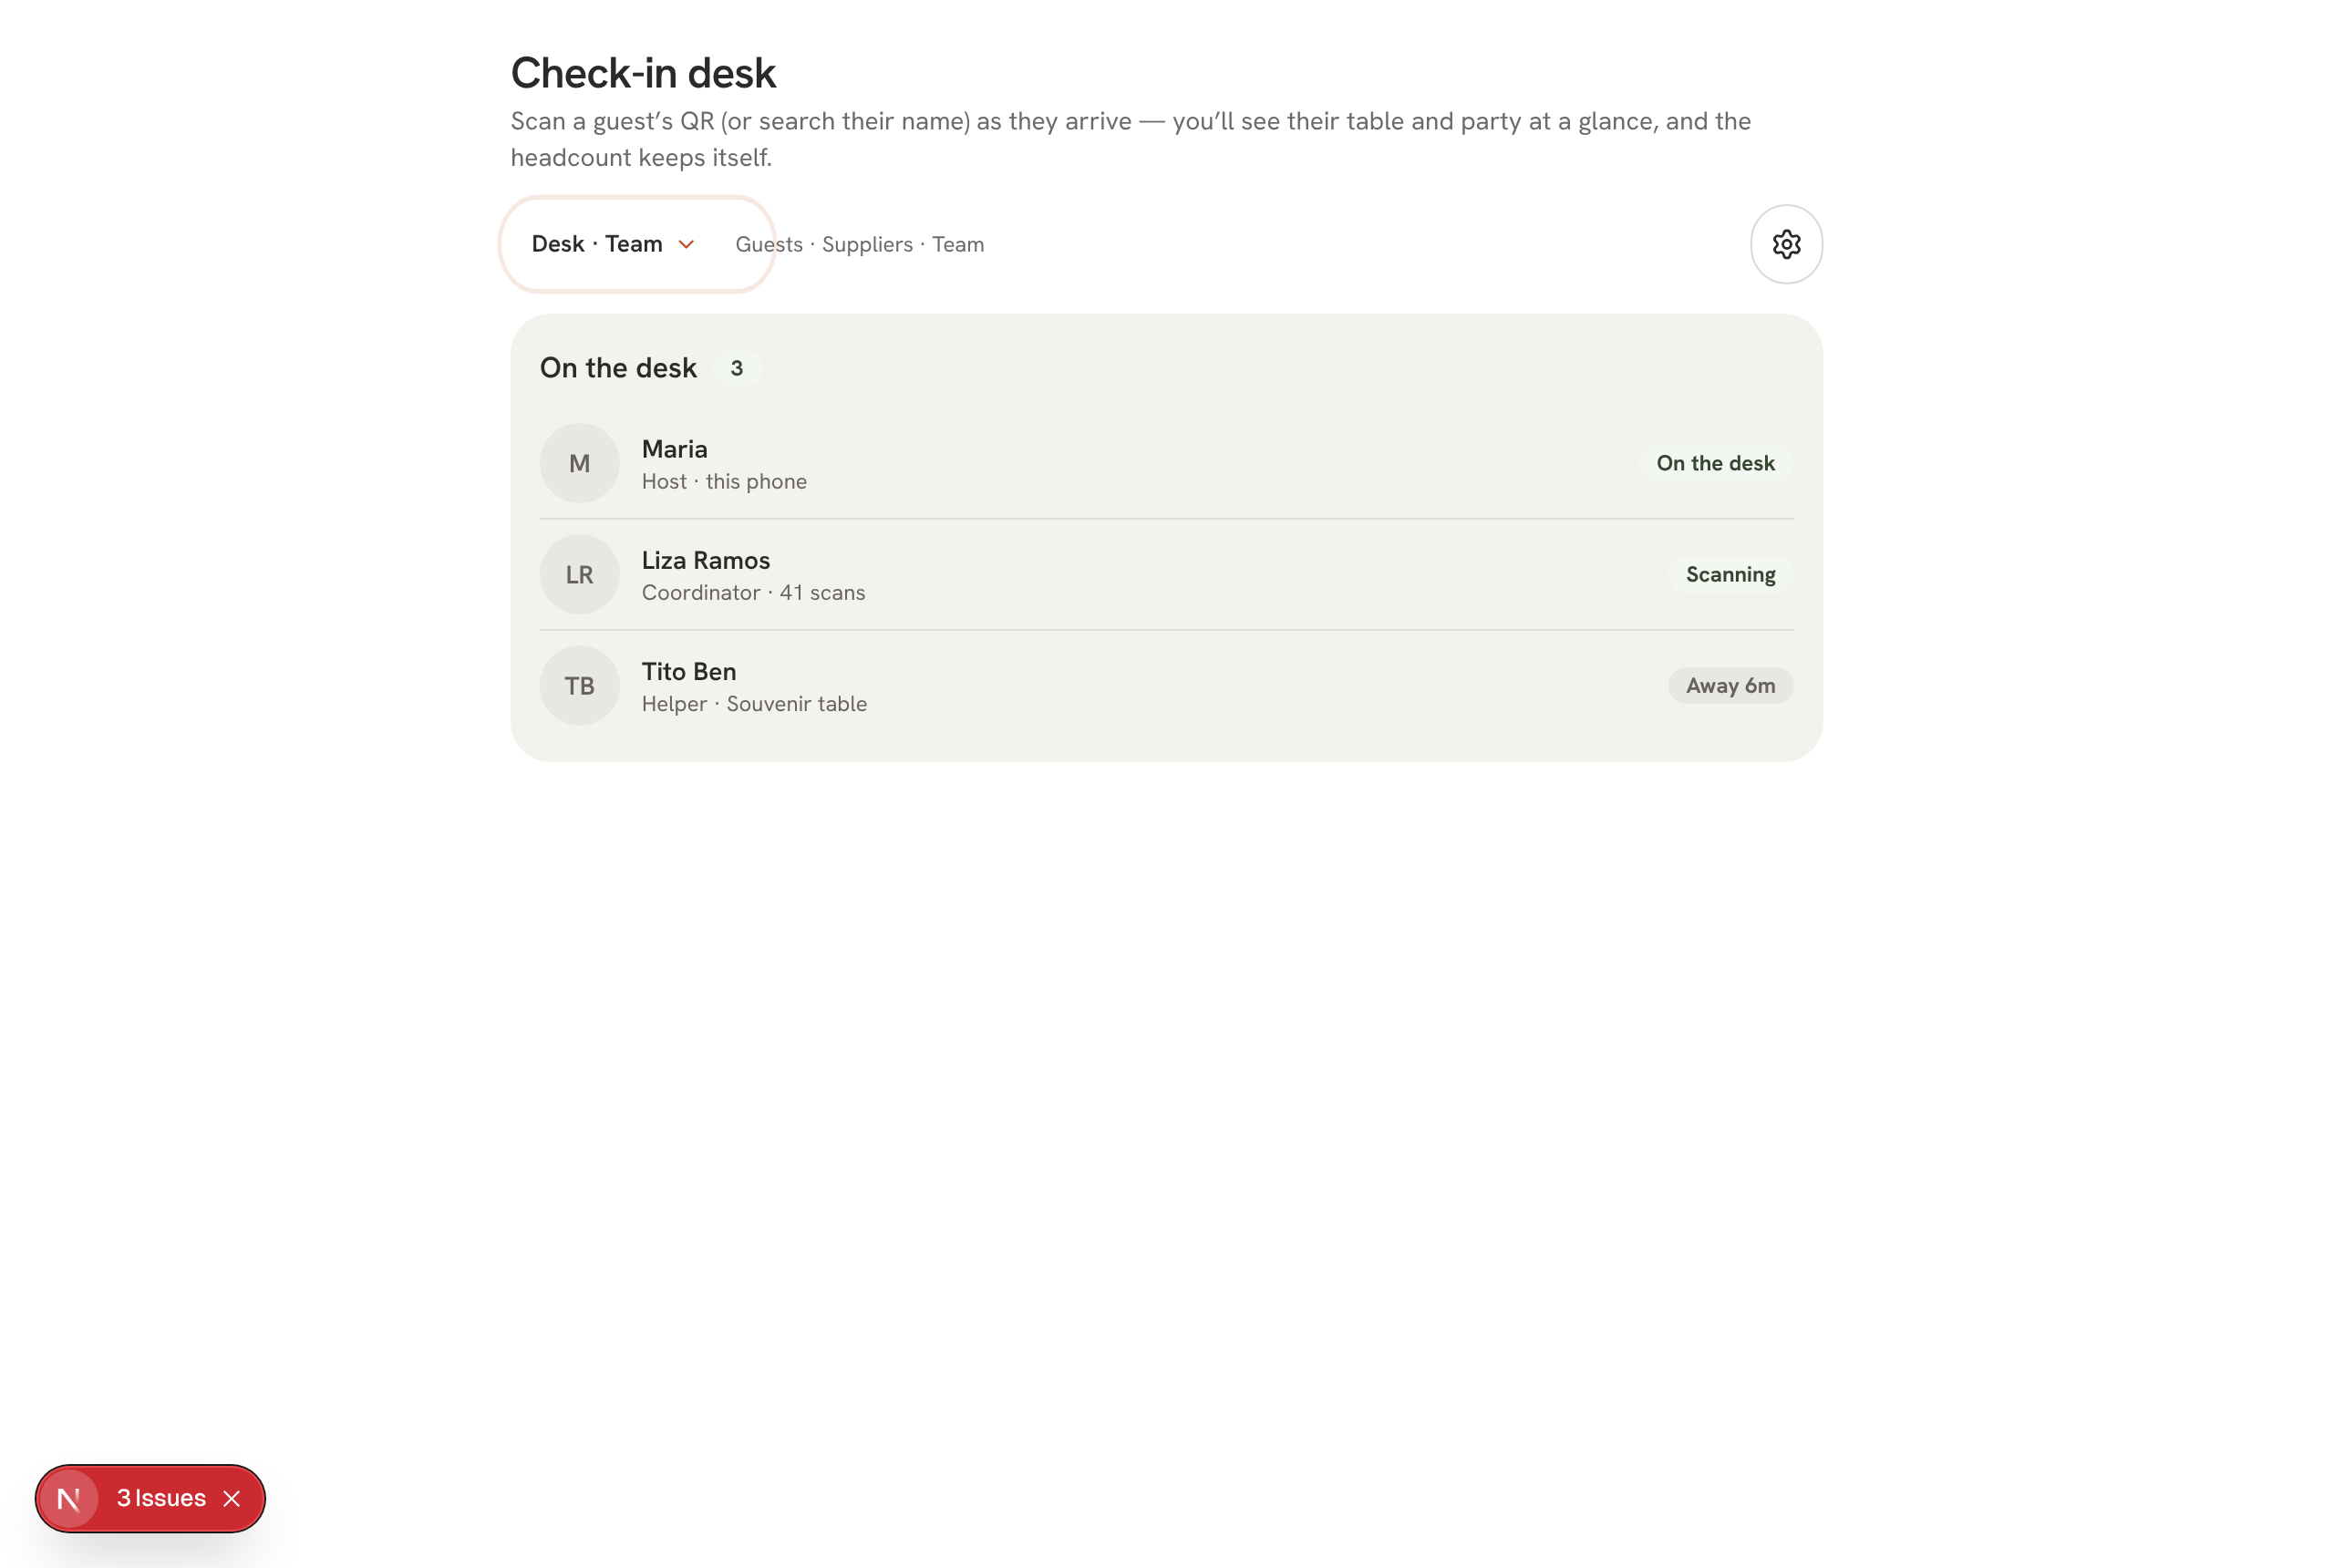 Check-in desk
Scan a guest’s QR (or search their name) as they arrive — you’ll see their table and party at a glance, and the
headcount keeps itself.
Desk · Team
Guests · Suppliers · Team
On the desk 3
M
Maria
Host · this phone
On the desk
LR
Liza Ramos
Coordinator · 41 scans
Scanning
TB
Tito Ben
Helper · Souvenir table
Away 6m
N 3 Issues